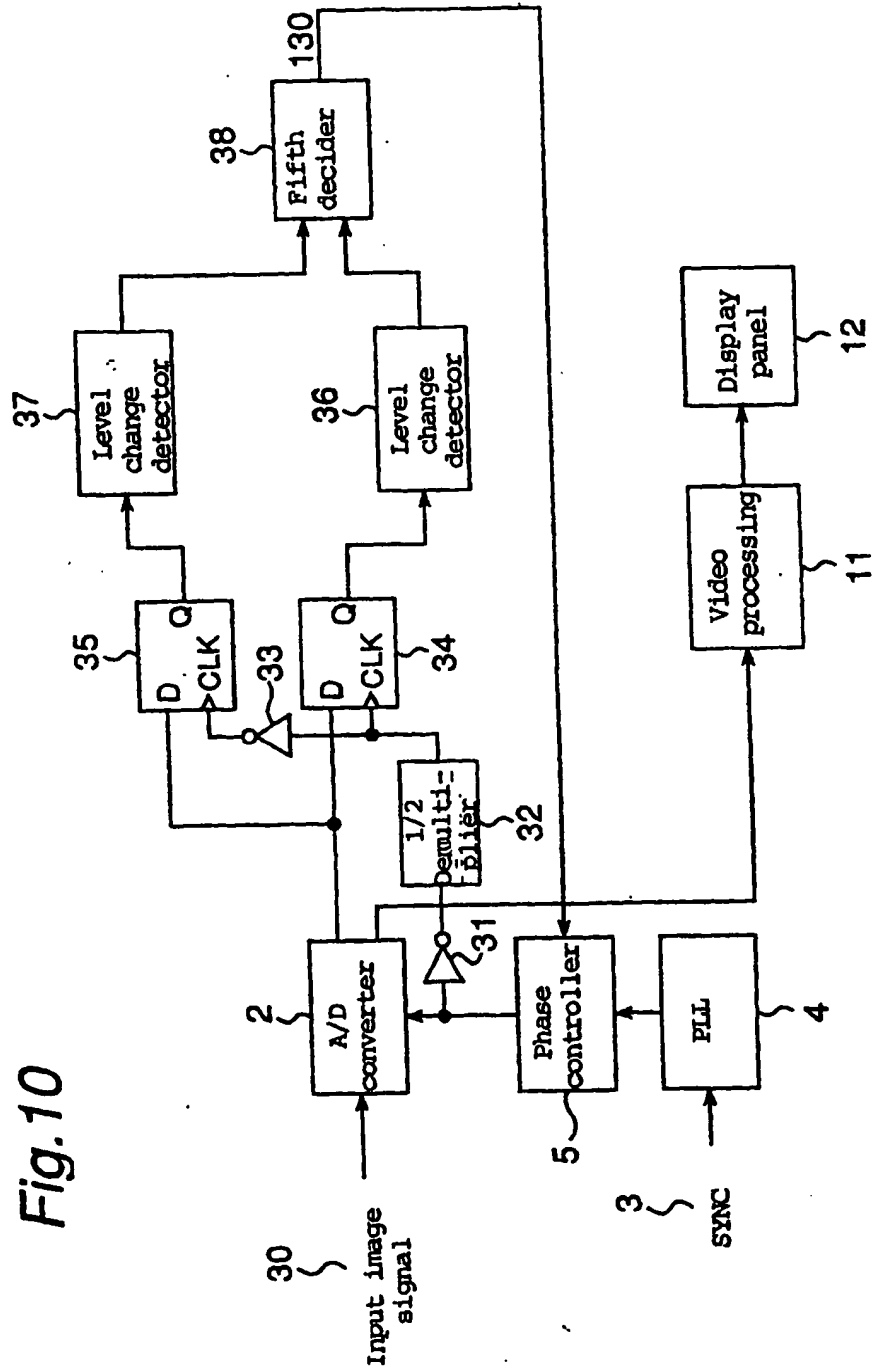 Fig.10
30
Input image
signal
3
SYNC
2
A/D
converter
5
Phase
controller
PLL
4
31
1/2
Demulti-
plier
32
33
35
D
Q
CLK
34
D
Q
CLK
37
Level
change
detector
36
Level
change
detector
38
Fifth
decider
130
Video
processing
11
Display
panel
12